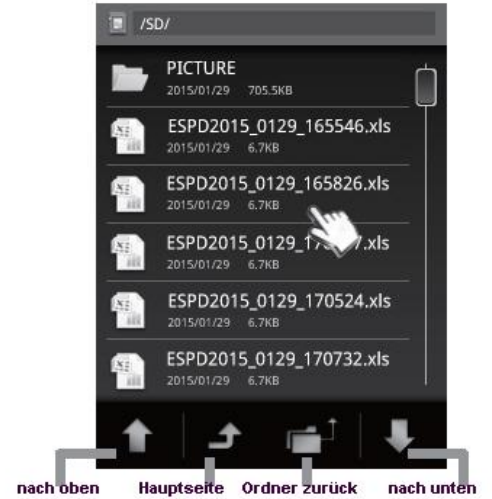 /SD/
PICTURE
2015/01/29 705.5KB
ESPD2015_0129_165546.xls
2015/01/29 6.7KB
ESPD2015_0129_165826.xls
2015/01/29 6.7KB
2015/01/29 6.7KB
ESPD2015_0129_170524.xls
2015/01/29 6.7KB
ESPD2015_0129_170732.xls
2015/01/29 6.7KB
nach oben Hauptseite Ordner zurück nach unten